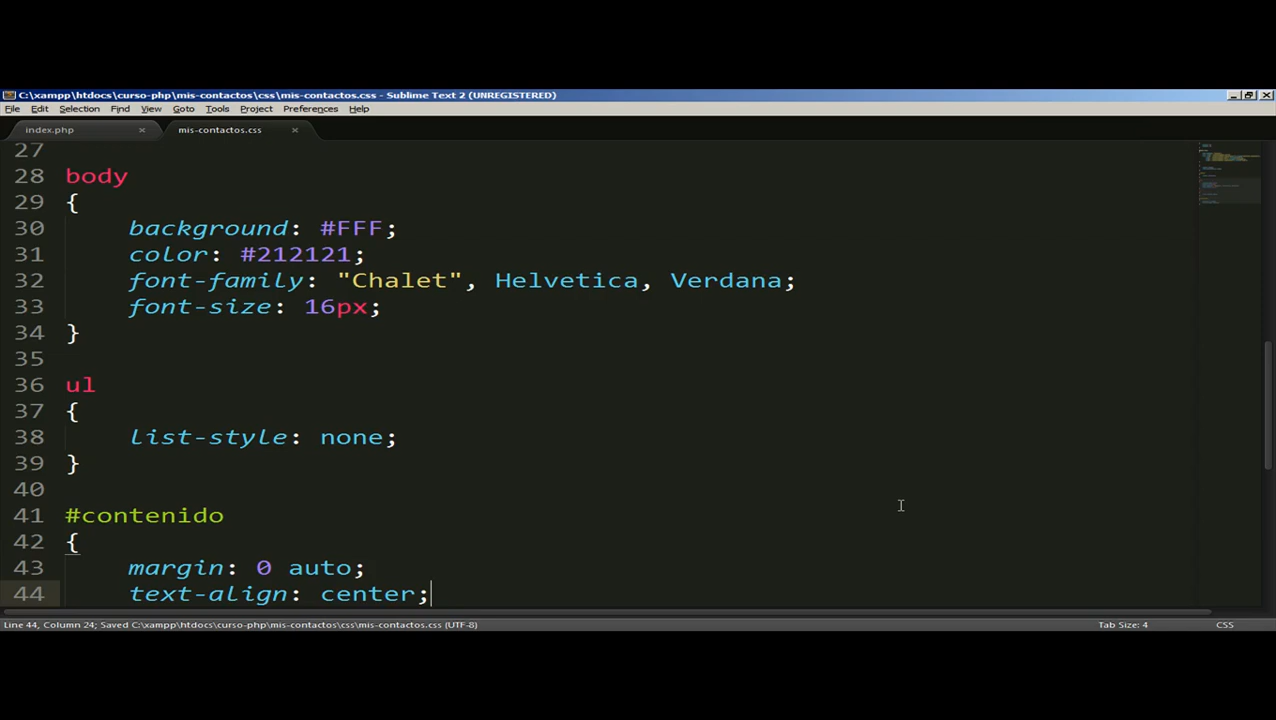 C:\xampp\htdocs\curso-php\mis-contactos\css\mis-contactos.css - Sublime Text 2 (UNREGISTERED)
File Edit Selection Find View Goto Tools Project Preferences Help
index.php × mis-contactos.css ×
27
28 body
29 {
30 background: #FFF;
31 color: #212121;
32 font-family: "Chalet", Helvetica, Verdana;
33 font-size: 16px;
34 }
35
36 ul
37 {
38 list-style: none;
39 }
40
41 #contenido
42 {
43 margin: 0 auto;
44 text-align: center;
Line 44, Column 24; Saved C:\xampp\htdocs\curso-php\mis-contactos\css\mis-contactos.css (UTF-8) Tab Size: 4 CSS